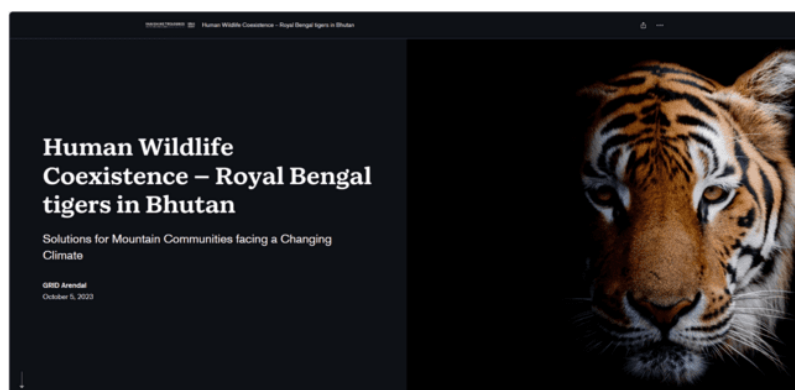 Human Wildlife Coexistence – Royal Bengal tigers in Bhutan
Human Wildlife
Coexistence – Royal Bengal
tigers in Bhutan
Solutions for Mountain Communities facing a Changing
Climate
GRID Arendal
October 5, 2023